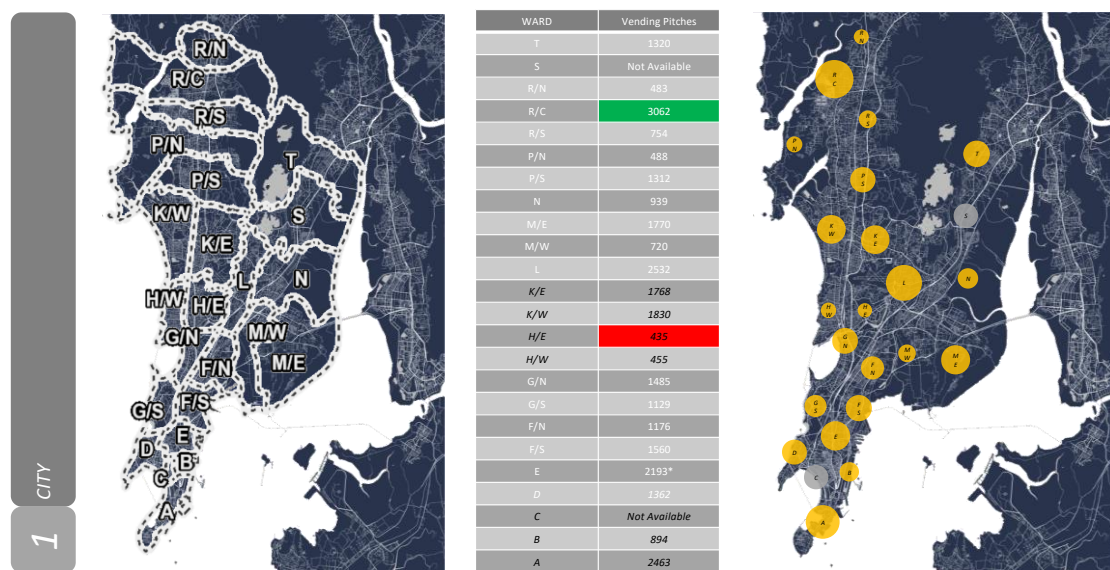 CITY
1
R/N
R/C
R/S
P/N
T
P/S
K/W
S
K/E
L
N
H/W
H/E
G/N
M/W
F/N
M/E
F/S
G/S
E
D
B
C
A
WARD Vending Pitches
T 1320
S Not Available
R/N 483
R/C 3062
R/S 754
P/N 488
P/S 1312
N 939
M/E 1770
M/W 720
L 2532
K/E 1768
K/W 1830
H/E 435
H/W 455
G/N 1485
G/S 1129
F/N 1176
F/S 1560
E 2193*
D 1362
C Not Available
B 894
A 2463
R
N
R
C
R
S
P
N
T
P
S
S
K
W
K
E
N
L
H
W
H
E
G
N
M
W
M
E
F
N
G
S
F
S
E
D
B
C
A